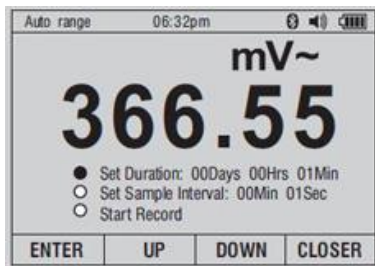 Auto range 06:32pm
mV~
366.55
Set Duration: 00Days 00Hrs 01Min
Set Sample Interval: 00Min 01Sec
Start Record
ENTER UP DOWN CLOSER